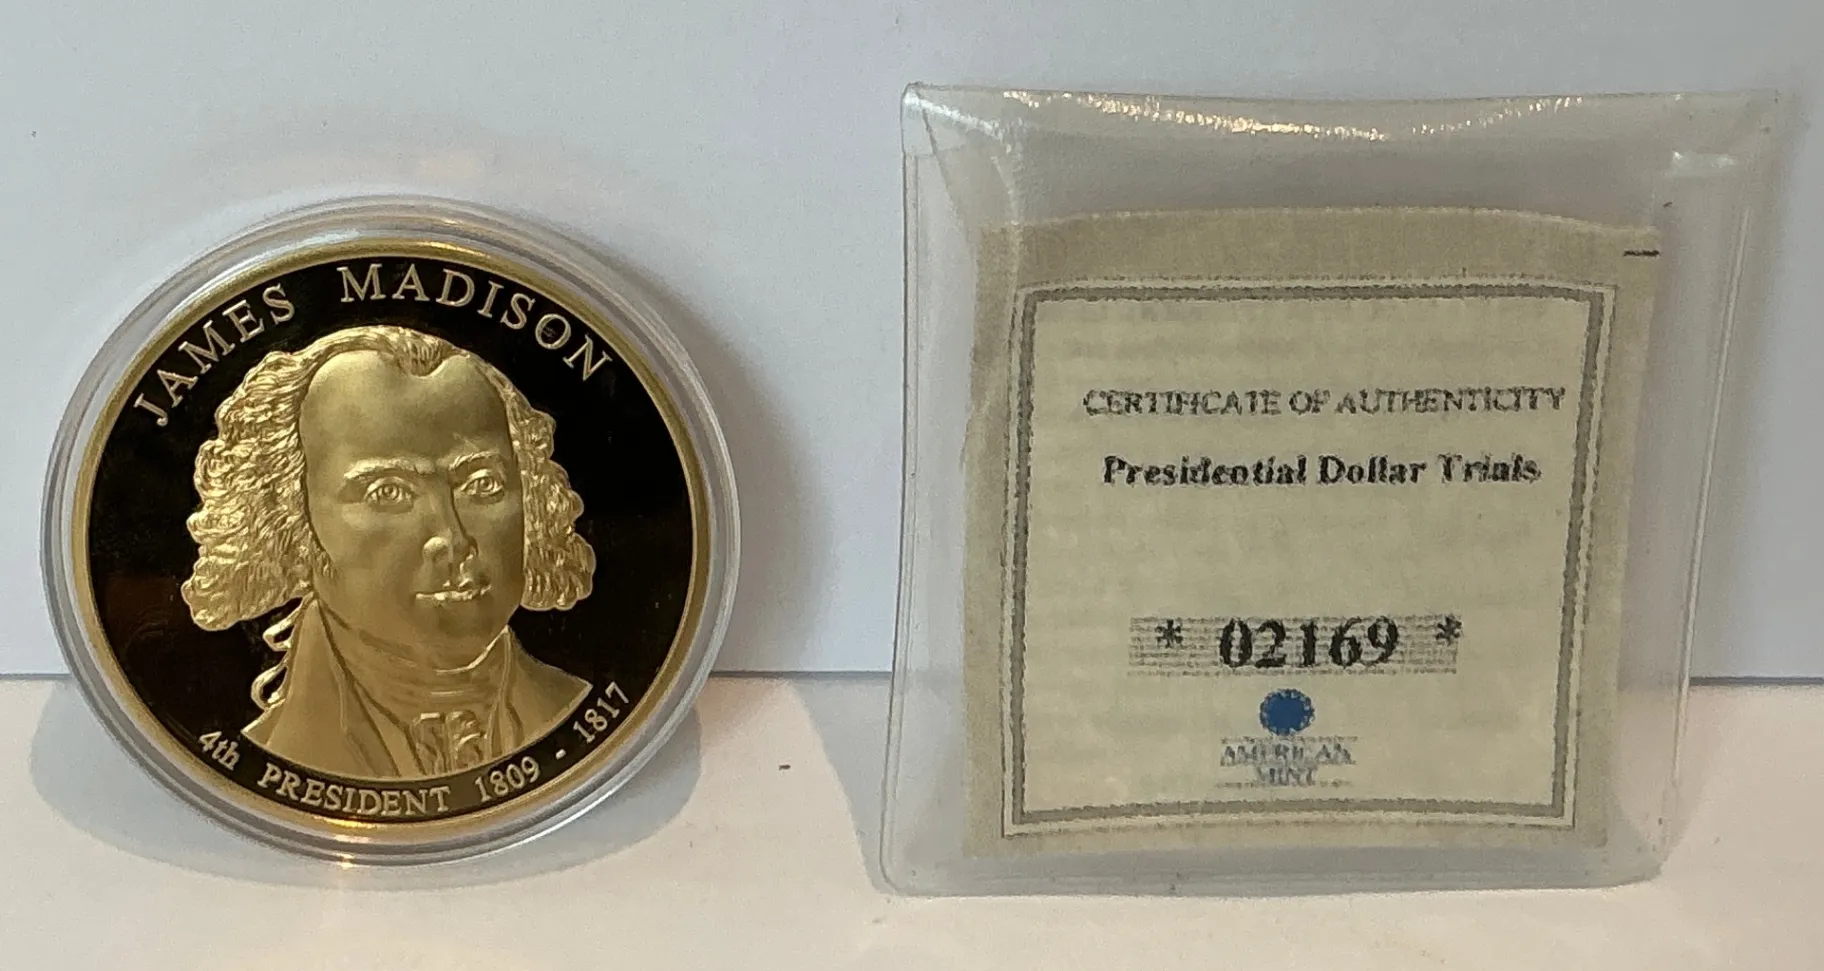 JAMES MADISON
4th PRESIDENT 1809 - 1817
CERTIFICATE OF AUTHENTICITY
Presidential Dollar Trials
* 02169 *
AMERICAN
MINT